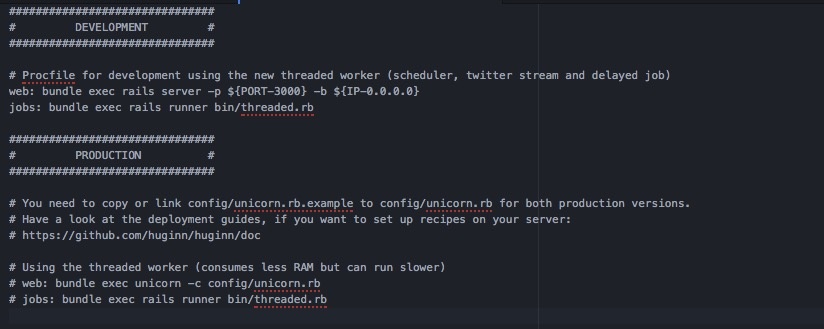 ###############################
#         DEVELOPMENT         #
###############################
# Procfile for development using the new threaded worker (scheduler, twitter stream and delayed job)
web: bundle exec rails server -p ${PORT-3000} -b ${IP-0.0.0.0}
jobs: bundle exec rails runner bin/threaded.rb
###############################
#         PRODUCTION          #
###############################
# You need to copy or link config/unicorn.rb.example to config/unicorn.rb for both production versions.
# Have a look at the deployment guides, if you want to set up recipes on your server:
# https://github.com/huginn/huginn/doc
# Using the threaded worker (consumes less RAM but can run slower)
# web: bundle exec unicorn -c config/unicorn.rb
# jobs: bundle exec rails runner bin/threaded.rb